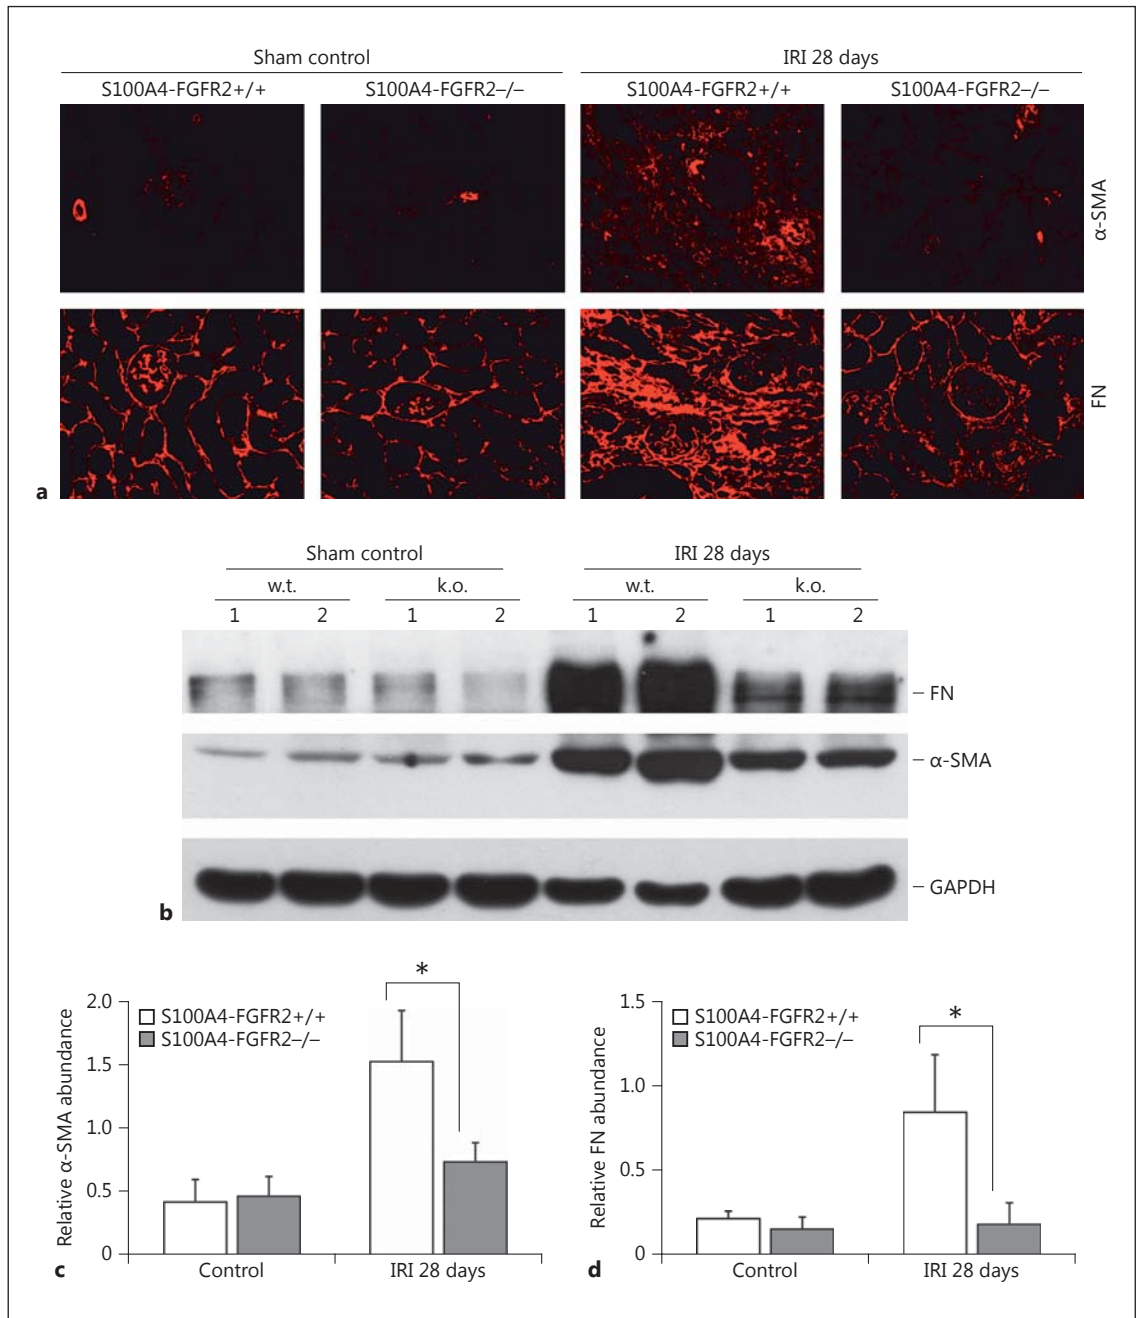 Sham control IRI 28 days
S100A4-FGFR2+/+ S100A4-FGFR2–/– S100A4-FGFR2+/+ S100A4-FGFR2–/–
α-SMA
FN
a
Sham control IRI 28 days
w.t. k.o. w.t. k.o.
1 2 1 2 1 2 1 2
– FN
– α-SMA
– GAPDH
b
*
2.0
1.5
1.0
0.5
0
Relative α-SMA abundance
S100A4-FGFR2+/+
S100A4-FGFR2–/–
Control IRI 28 days
c
*
1.5
1.0
0.5
0
Relative FN abundance
S100A4-FGFR2+/+
S100A4-FGFR2–/–
Control IRI 28 days
d